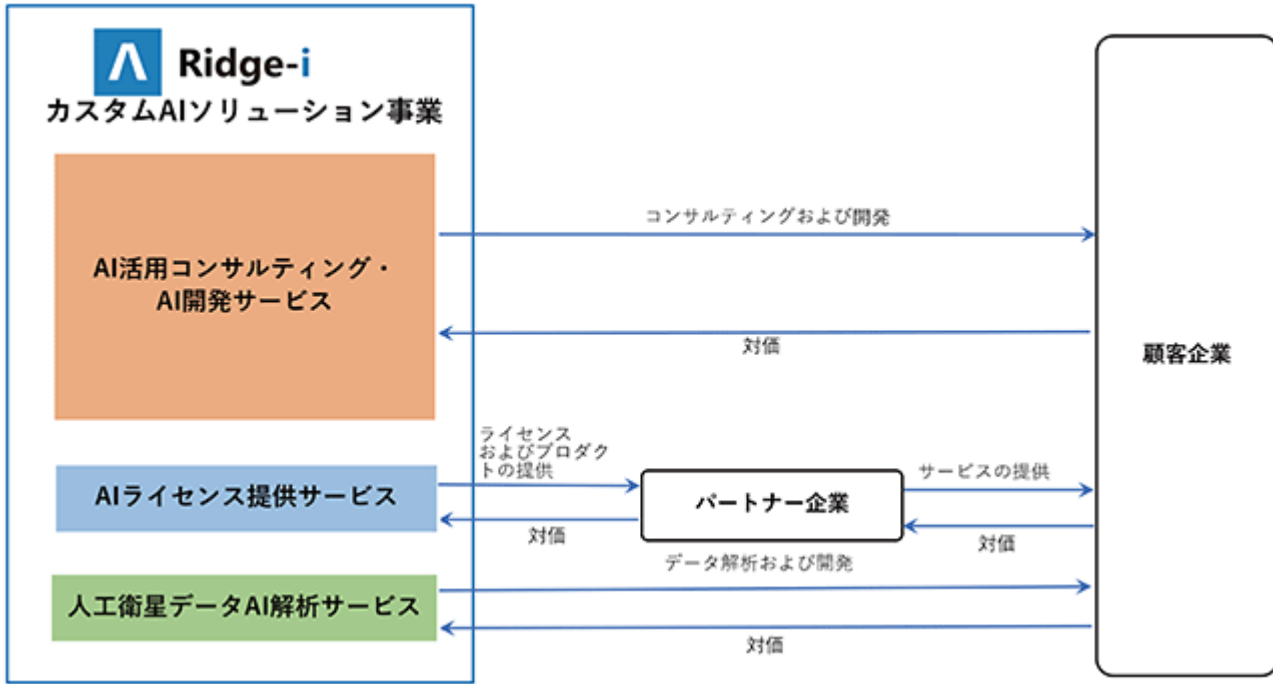 Ridge-i
カスタムAIソリューション事業
AI活用コンサルティング・
AI開発サービス
コンサルティングおよび開発
対価
顧客企業
ライセンス
およびプロダク
トの提供
AIライセンス提供サービス
対価
パートナー企業
サービスの提供
対価
データ解析および開発
人工衛星データAI解析サービス
対価